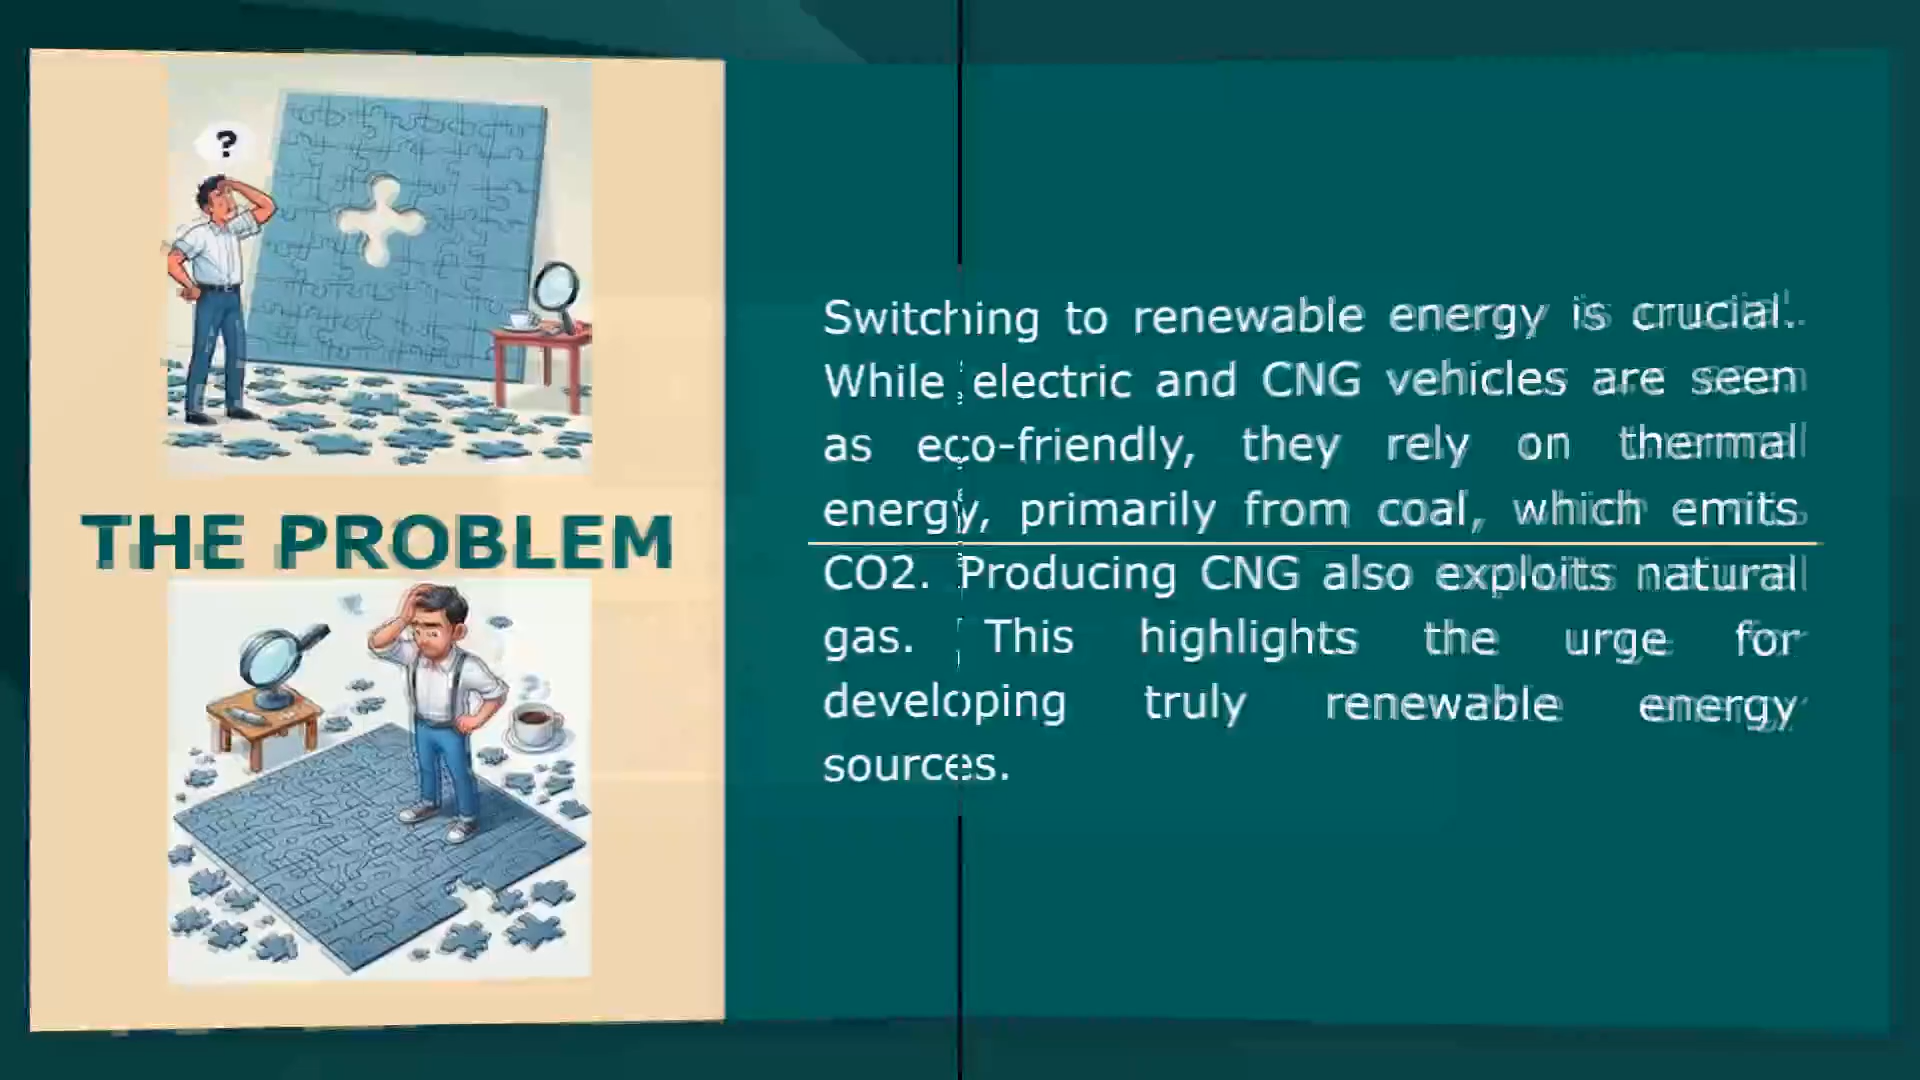 ?
THE PROBLEM
Switching to renewable energy is crucial.
While electric and CNG vehicles are seen
as eco-friendly, they rely on thermal
energy, primarily from coal, which emits
CO2. Producing CNG also exploits natural
gas. This highlights the urge for
developing truly renewable energy
sources.